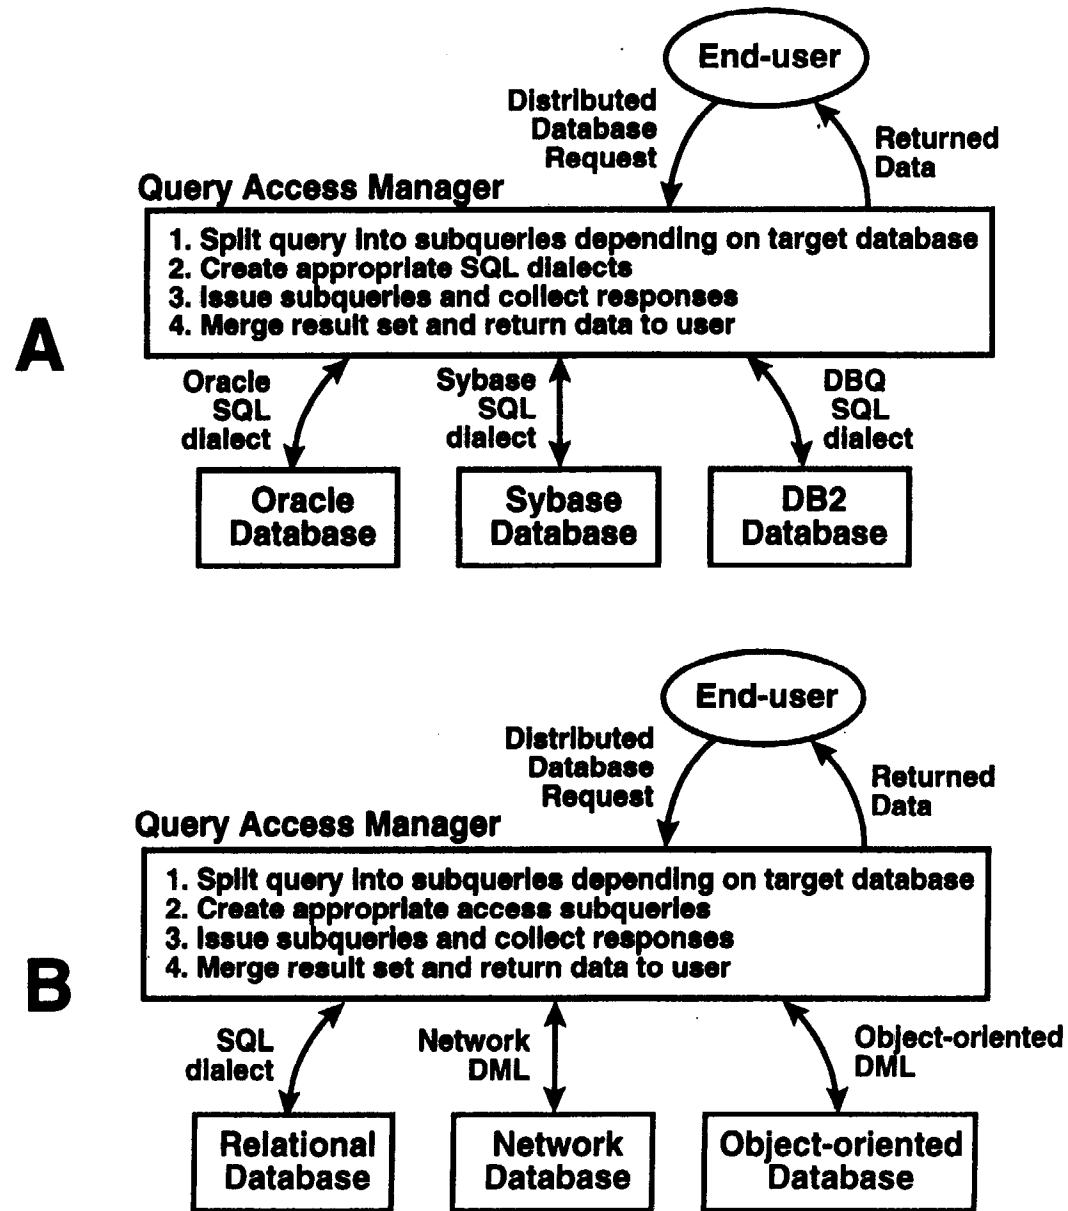 End-user
Distributed
Database
Request
Returned
Data
Query Access Manager
1. Split query into subqueries depending on target database
2. Create appropriate SQL dialects
3. Issue subqueries and collect responses
4. Merge result set and return data to user
A
Oracle
SQL
dialect
Sybase
SQL
dialect
DBQ
SQL
dialect
Oracle
Database
Sybase
Database
DB2
Database
End-user
Distributed
Database
Request
Returned
Data
Query Access Manager
1. Split query into subqueries depending on target database
2. Create appropriate access subqueries
3. Issue subqueries and collect responses
4. Merge result set and return data to user
B
SQL
dialect
Network
DML
Object-oriented
DML
Relational
Database
Network
Database
Object-oriented
Database